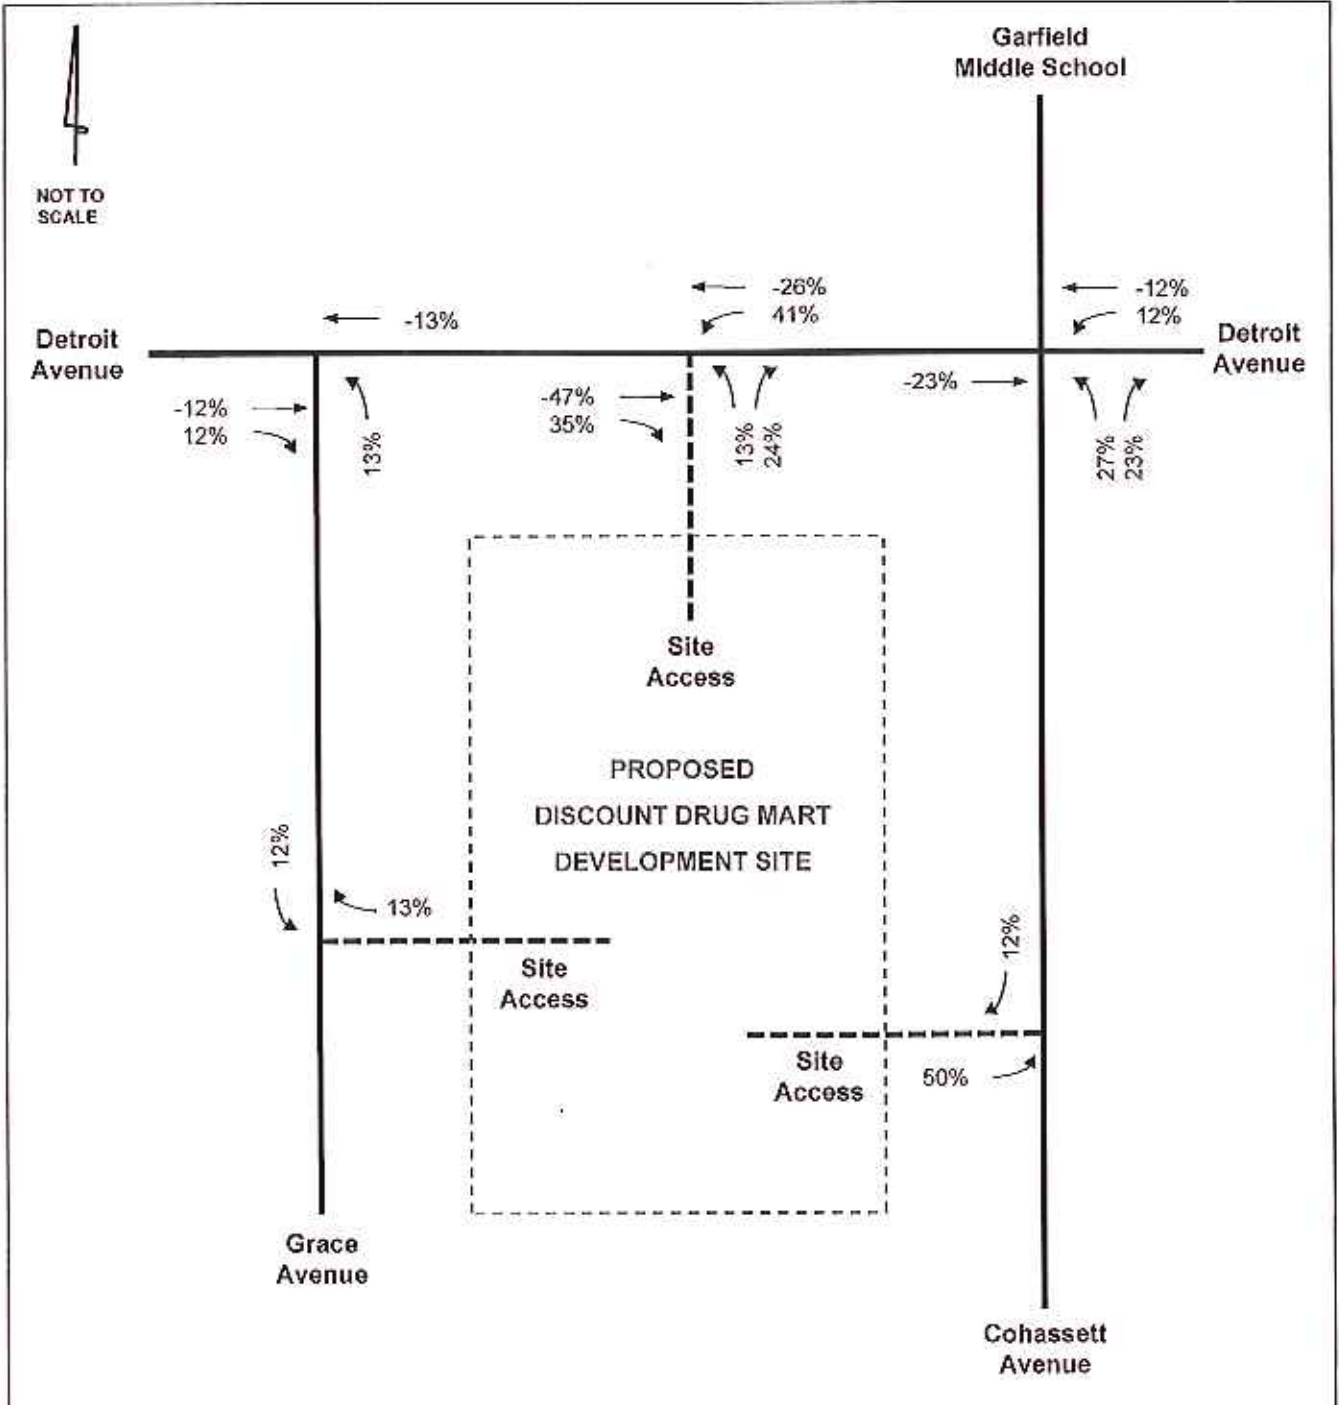 Garfield
Middle School
NOT TO
SCALE
-26%
41%
-12%
12%
-13%
Detroit
Avenue
Detroit
Avenue
-12%
12%
13%
-47%
35%
13%
24%
-23%
27%
23%
Site
Access
PROPOSED
DISCOUNT DRUG MART
DEVELOPMENT SITE
12%
13%
Site
Access
12%
Site
Access
50%
Grace
Avenue
Cohassett
Avenue